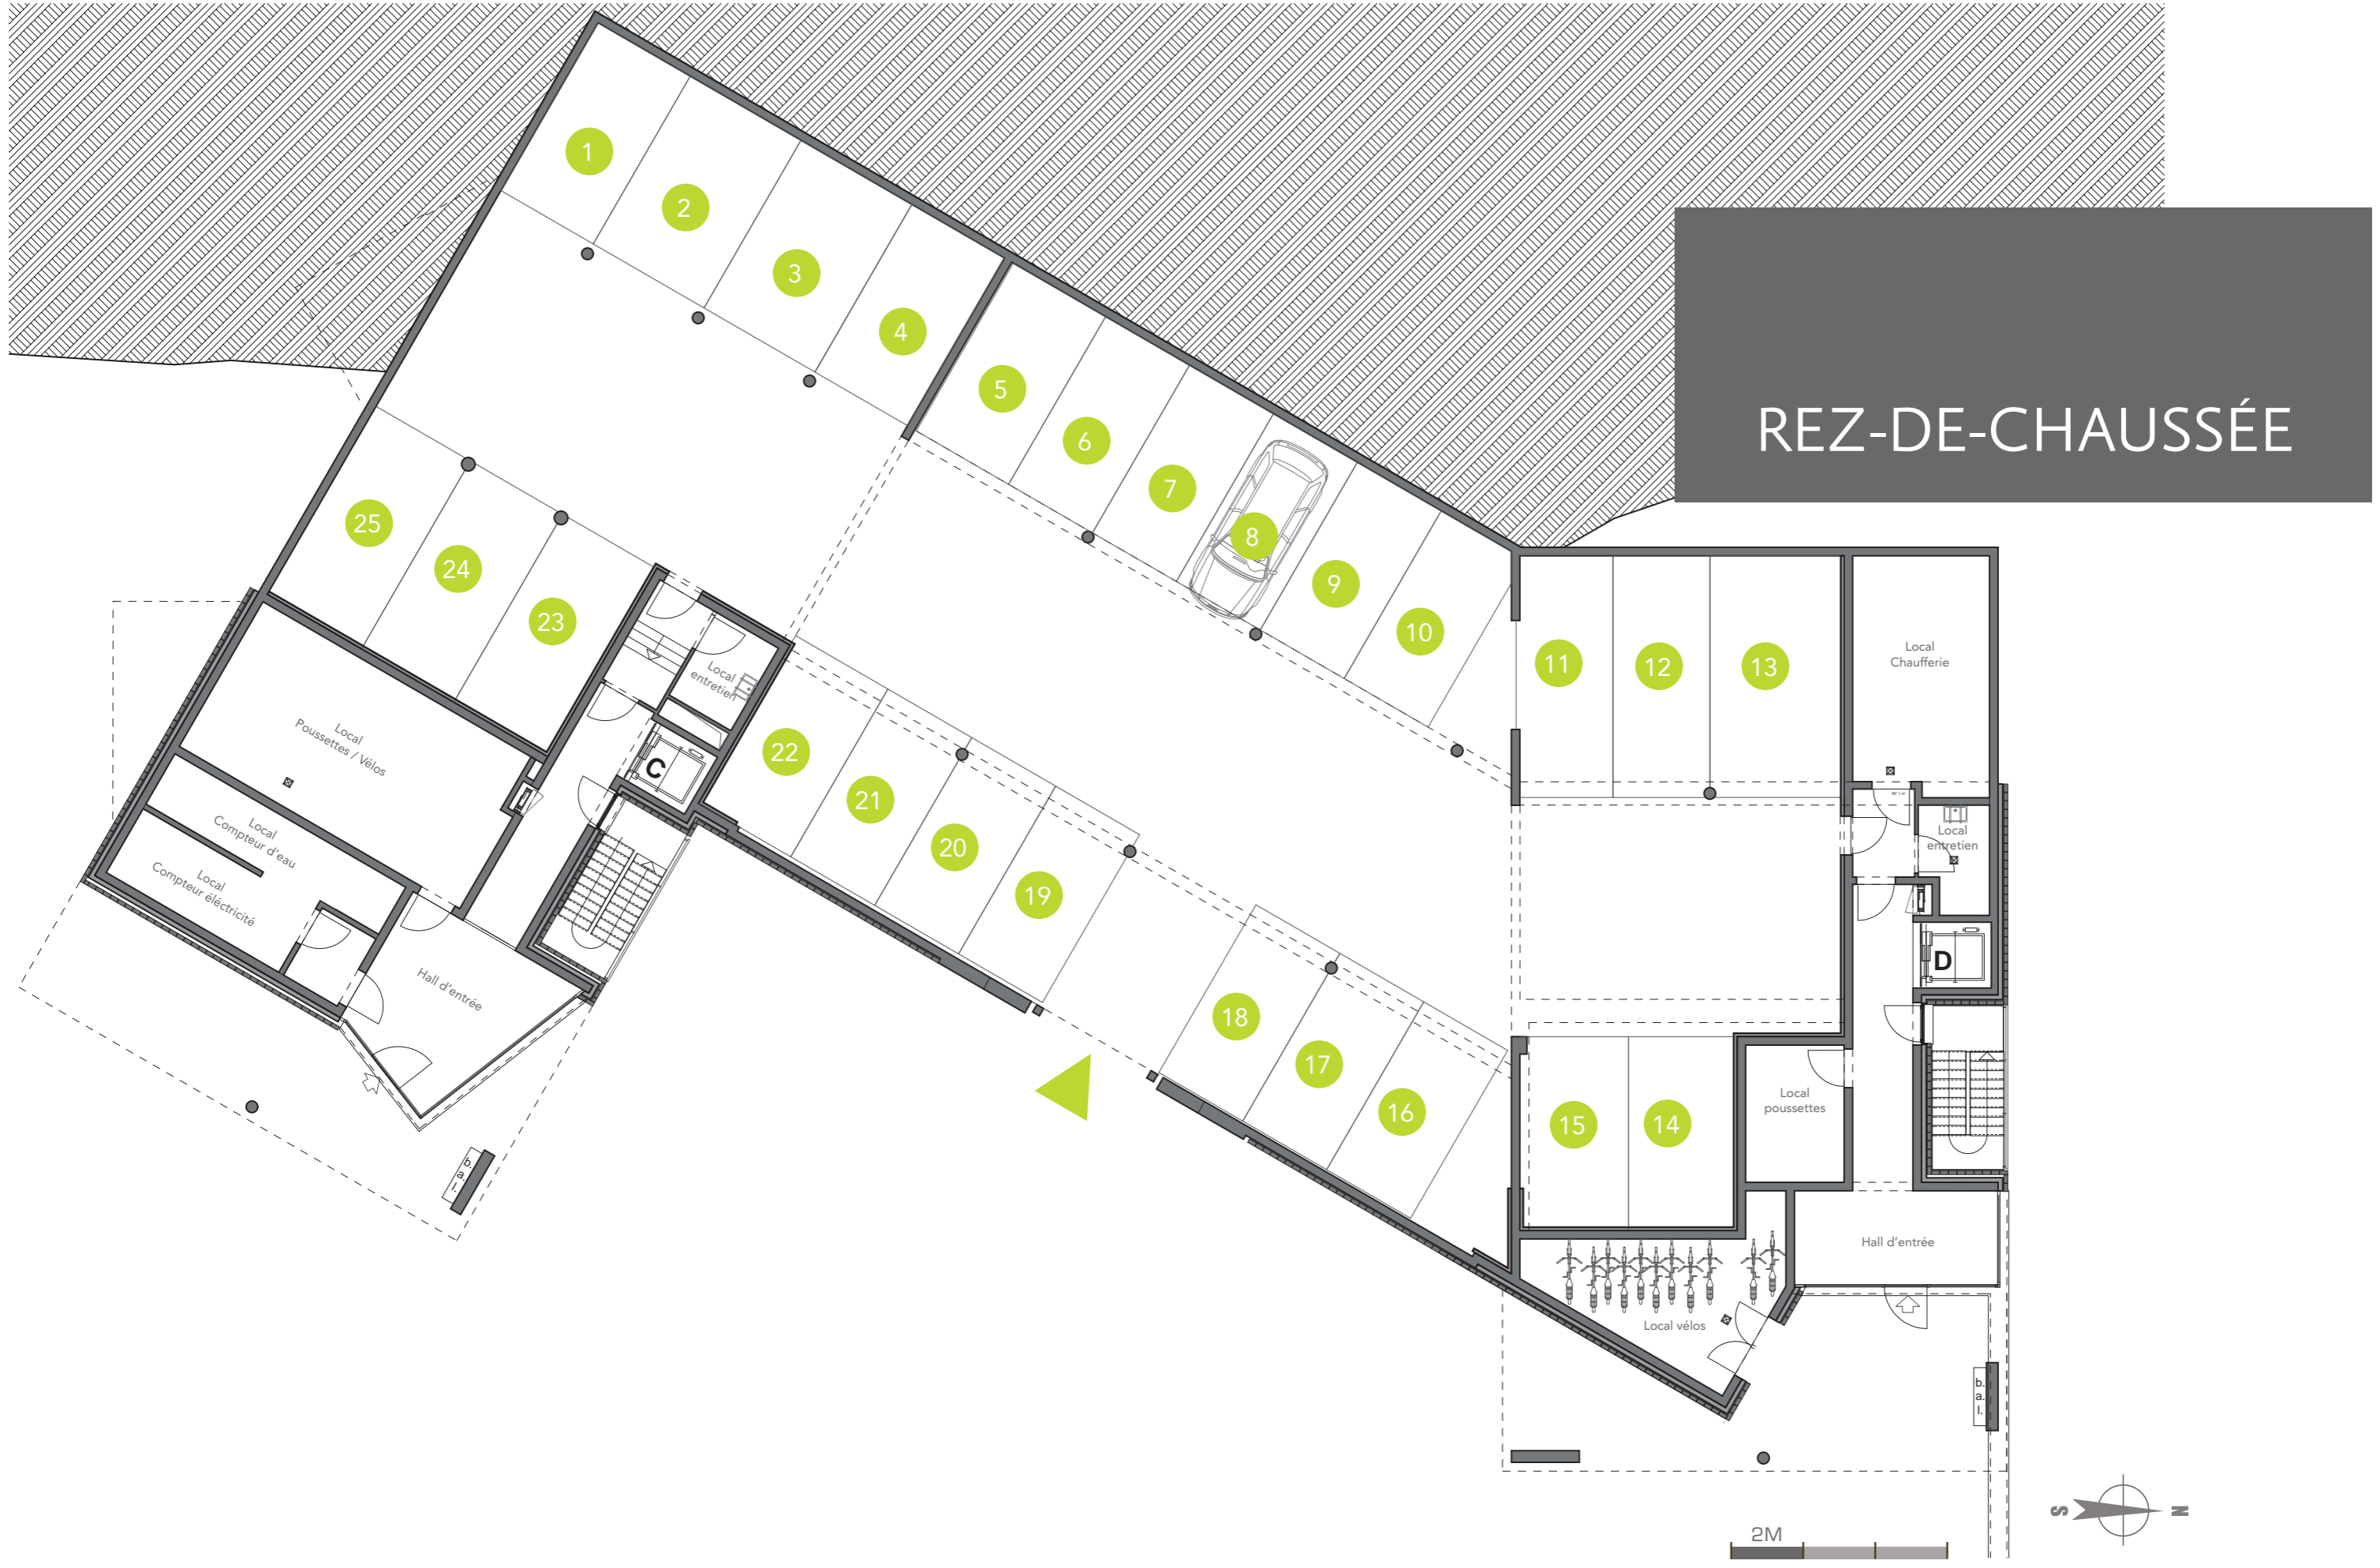 REZ-DE-CHAUSSÉE
1
2
3
4
5
6
7
8
9
10
11
12
13
Local
Chaufferie
25
24
23
Local
entretien
C
22
21
20
19
18
17
16
15
14
Local
Poussettes / Vélos
Local
Compteur d'eau
Local
Compteur éléctricité
Hall d'entrée
b.
a.
l.
Local
entretien
D
Local
poussettes
Hall d'entrée
Local vélos
b.
a.
l.
S
N
2M